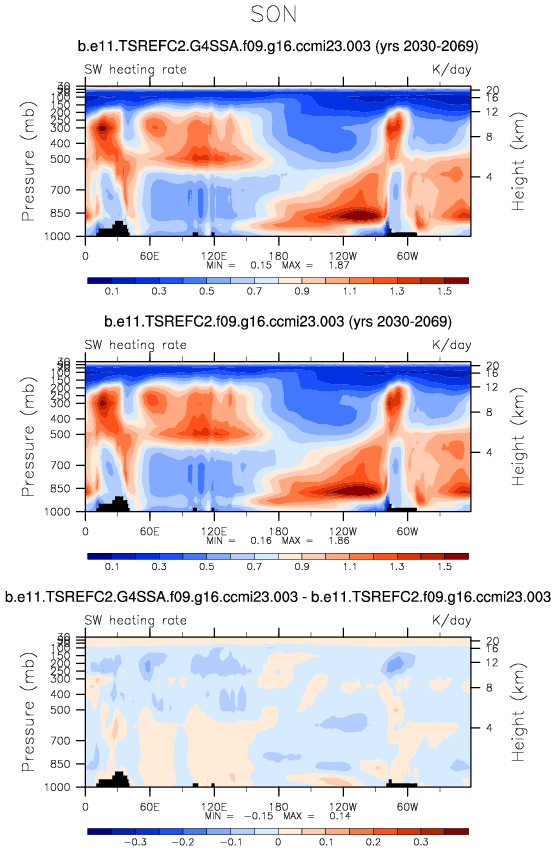 SON
b.e11.TSREFC2.G4SSA.f09.g16.ccmi23.003 (yrs 2030-2069)
SW heating rate K/day
Pressure (mb)
30
100
150
200
250
300
400
500
700
850
1000
20
16
12
8
4
Height (km)
0 60E 120E 180 120W 60W
MIN = 0.15 MAX = 1.87
0.1 0.3 0.5 0.7 0.9 1.1 1.3 1.5
b.e11.TSREFC2.f09.g16.ccmi23.003 (yrs 2030-2069)
SW heating rate K/day
Pressure (mb)
30
100
150
200
250
300
400
500
700
850
1000
20
16
12
8
4
Height (km)
0 60E 120E 180 120W 60W
MIN = 0.16 MAX = 1.86
0.1 0.3 0.5 0.7 0.9 1.1 1.3 1.5
b.e11.TSREFC2.G4SSA.f09.g16.ccmi23.003 - b.e11.TSREFC2.f09.g16.ccmi23.003
SW heating rate K/day
Pressure (mb)
30
100
150
200
250
300
400
500
700
850
1000
20
16
12
8
4
Height (km)
0 60E 120E 180 120W 60W
MIN = -0.15 MAX = 0.14
-0.3 -0.2 -0.1 0 0.1 0.2 0.3